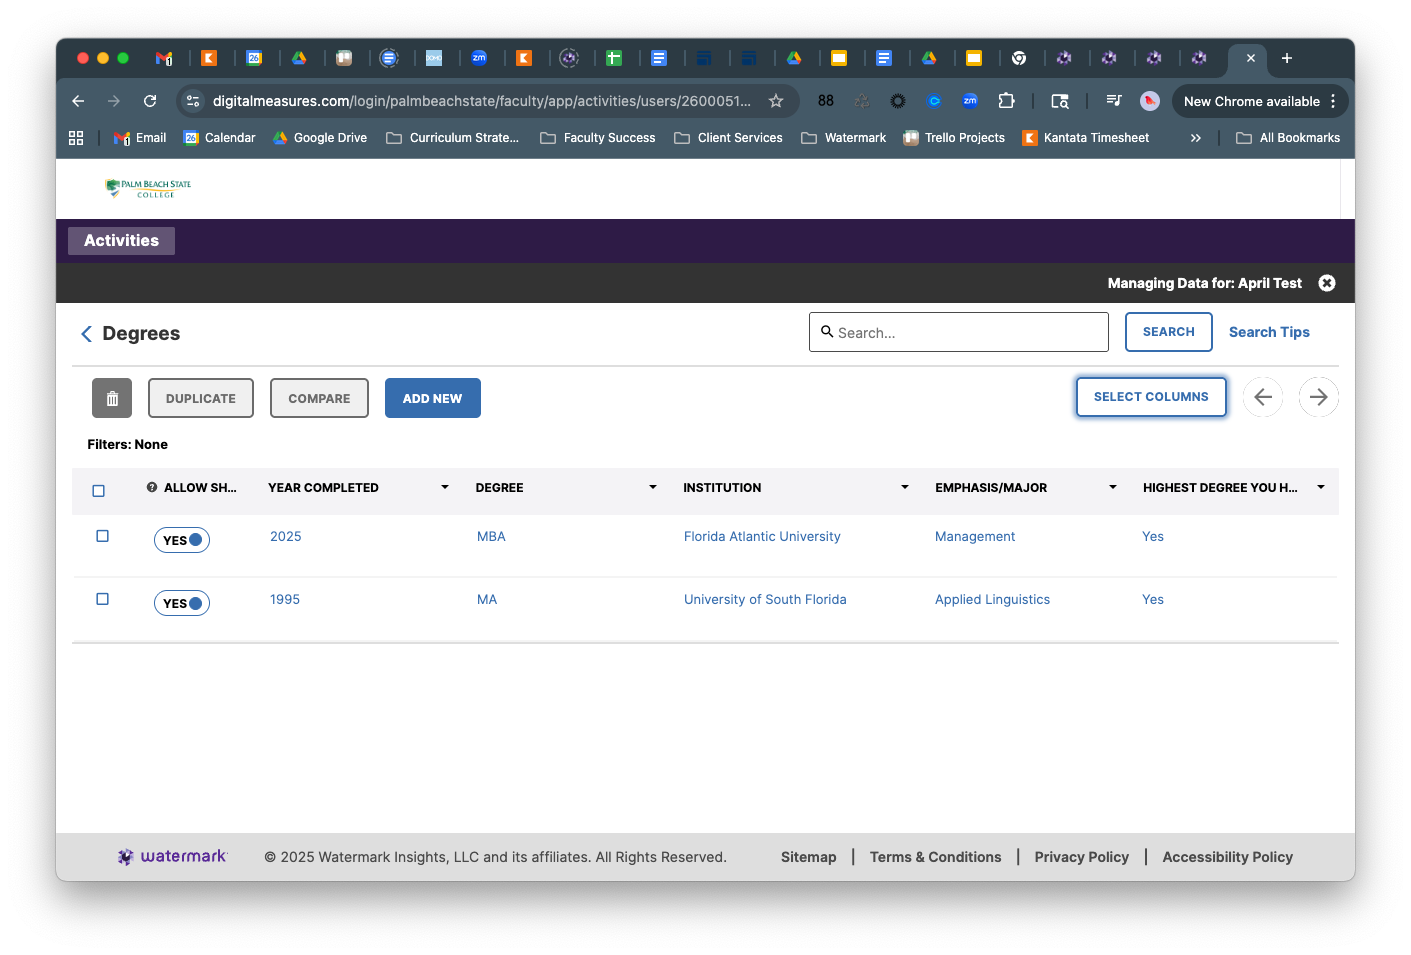 digitalmeasures.com/login/palmbeachstate/faculty/app/activities/users/2600051...
New Chrome available
Email
Calendar
Google Drive
Curriculum Strate...
Faculty Success
Client Services
Watermark
Trello Projects
Kantata Timesheet
All Bookmarks
PALM BEACH STATE
COLLEGE
Activities
Managing Data for: April Test
Degrees
Search...
SEARCH
Search Tips
DUPLICATE
COMPARE
ADD NEW
SELECT COLUMNS
Filters: None
ALLOW SH... YEAR COMPLETED DEGREE INSTITUTION EMPHASIS/MAJOR HIGHEST DEGREE YOU H...
YES 2025 MBA Florida Atlantic University Management Yes
YES 1995 MA University of South Florida Applied Linguistics Yes
watermark
© 2025 Watermark Insights, LLC and its affiliates. All Rights Reserved.
Sitemap | Terms & Conditions | Privacy Policy | Accessibility Policy